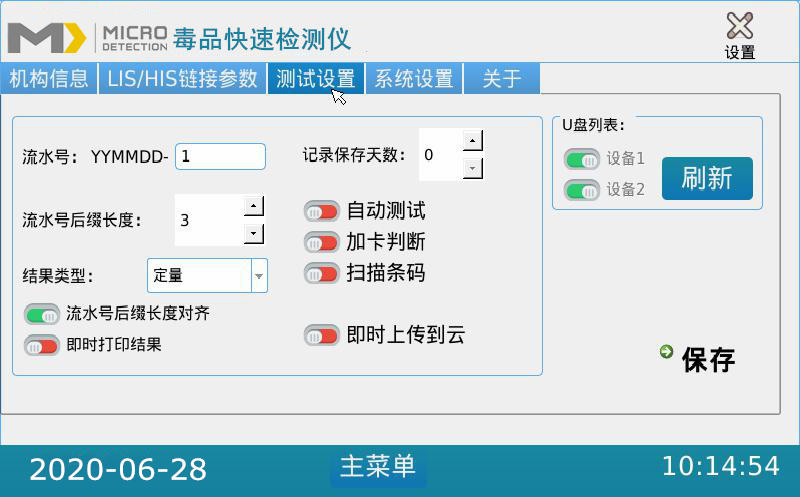 MICRO
DETECTION
毒品快速检测仪
设置
机构信息 LIS/HIS链接参数 测试设置 系统设置 关于
流水号: YYMMDD- 1
记录保存天数: 0
U盘列表:
设备1
设备2
刷新
流水号后缀长度: 3
自动测试
加卡判断
扫描条码
结果类型: 定量
流水号后缀长度对齐
即时打印结果
即时上传到云
保存
2020-06-28 主菜单 10:14:54